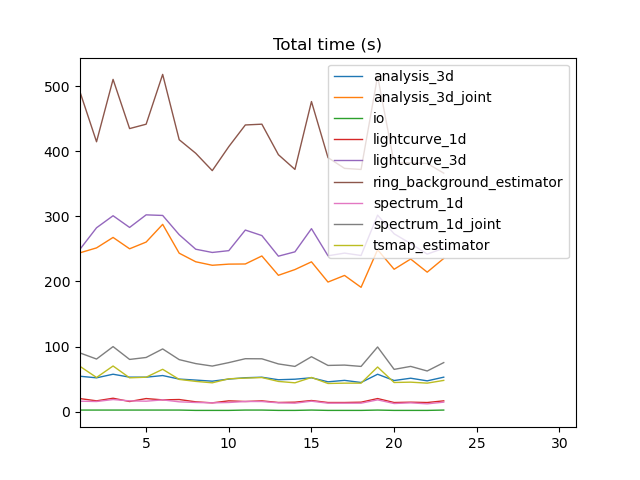 Total time (s)
analysis_3d
analysis_3d_joint
io
lightcurve_1d
lightcurve_3d
ring_background_estimator
spectrum_1d
spectrum_1d_joint
tsmap_estimator
500
400
300
200
100
0
5
10
15
20
25
30